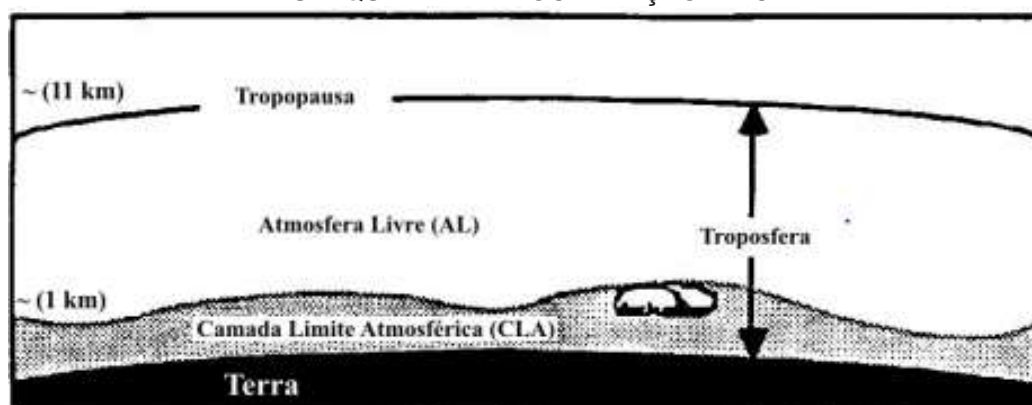 ~ (11 km)
Tropopausa
Atmosfera Livre (AL)
Troposfera
~ (1 km)
Camada Limite Atmosférica (CLA)
Terra